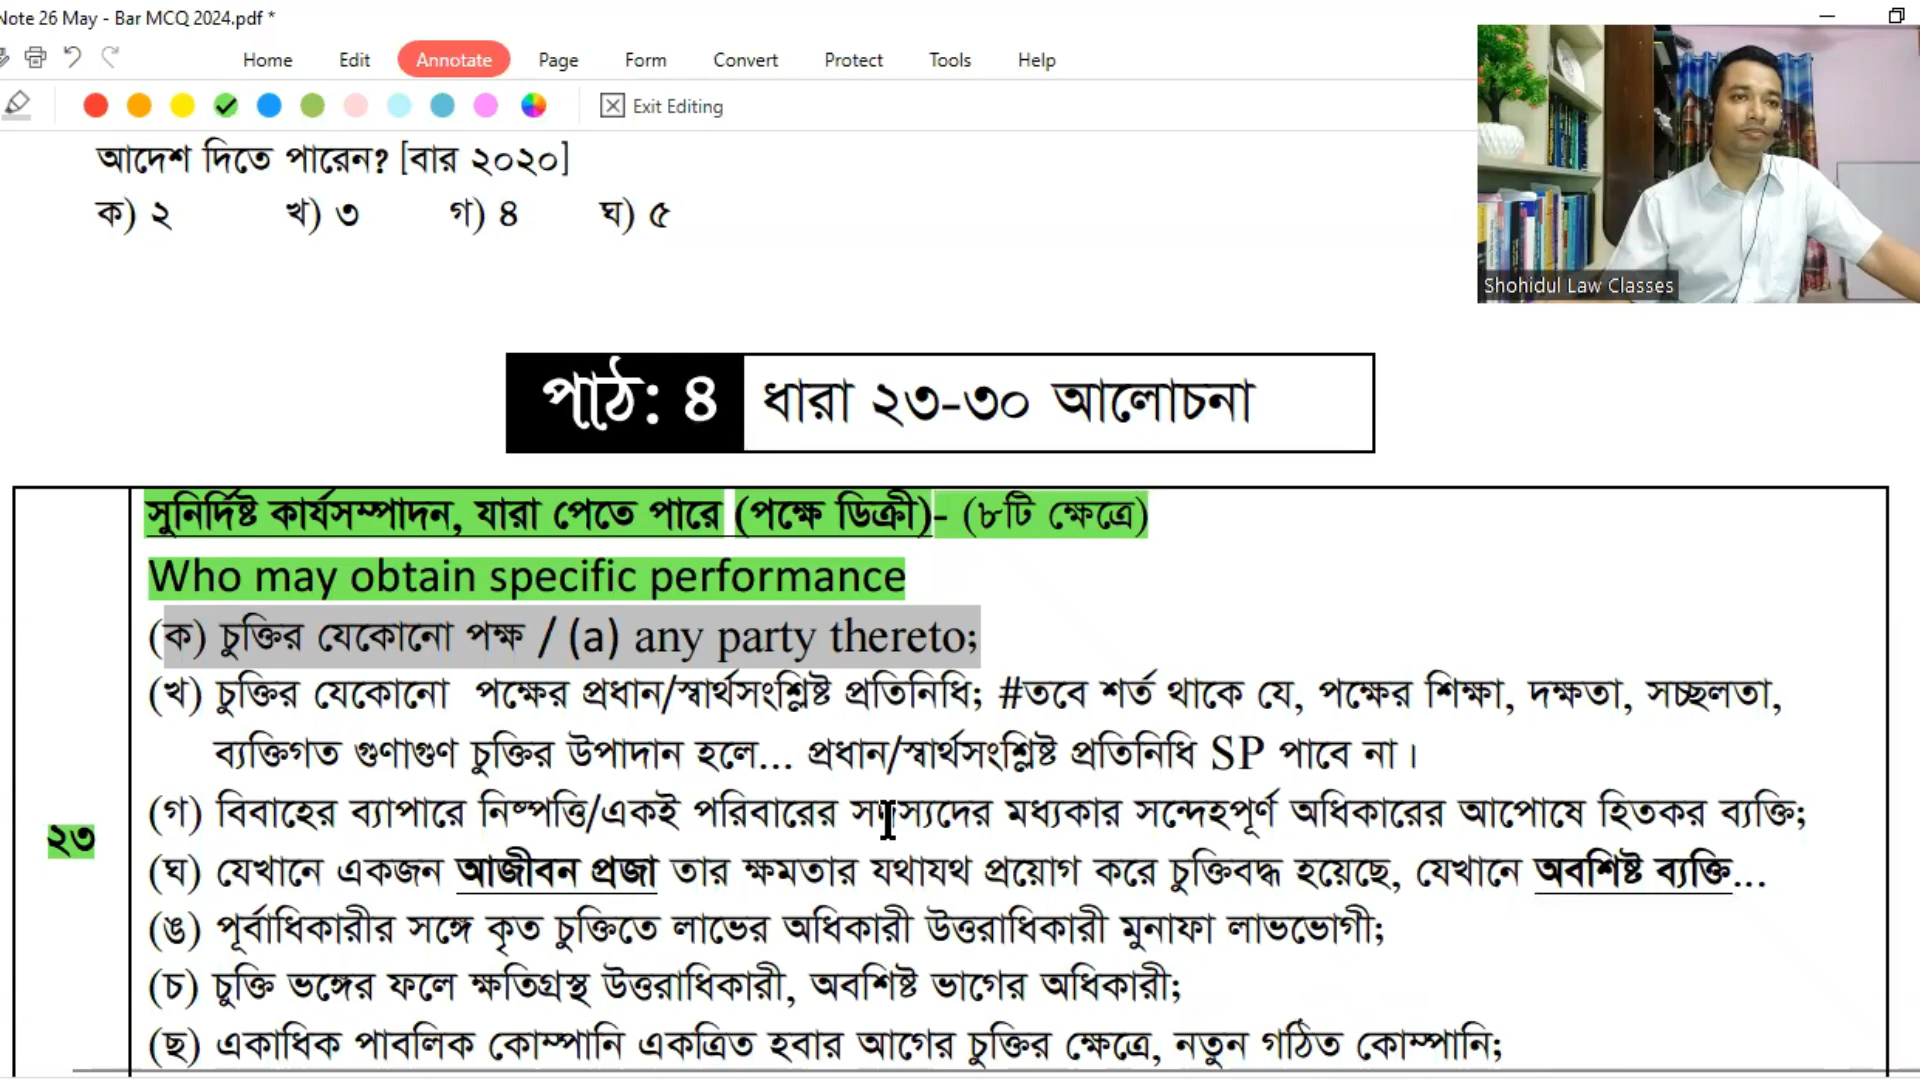 Note 26 May - Bar MCQ 2024.pdf *
Home Edit Annotate Page Form Convert Protect Tools Help
Exit Editing
আদেশ দিতে পারেন? [বার ২০২০]
ক) ২ খ) ৩ গ) ৪ ঘ) ৫
Shohidul Law Classes
পাঠ: ৪ ধারা ২৩-৩০ আলোচনা
সুনির্দিষ্ট কার্যসম্পাদন, যারা পেতে পারে (পক্ষে ডিক্রী)- (৮টি ক্ষেত্রে)
Who may obtain specific performance
(ক) চুক্তির যেকোনো পক্ষ / (a) any party thereto;
(খ) চুক্তির যেকোনো পক্ষের প্রধান/স্বার্থসংশ্লিষ্ট প্রতিনিধি; #তবে শর্ত থাকে যে, পক্ষের শিক্ষা, দক্ষতা, সচ্ছলতা,
ব্যক্তিগত গুণাগুণ চুক্তির উপাদান হলে... প্রধান/স্বার্থসংশ্লিষ্ট প্রতিনিধি SP পাবে না।
(গ) বিবাহের ব্যাপারে নিষ্পত্তি/একই পরিবারের সদস্যদের মধ্যকার সন্দেহপূর্ণ অধিকারের আপোষে হিতকর ব্যক্তি;
২৩
(ঘ) যেখানে একজন আজীবন প্রজা তার ক্ষমতার যথাযথ প্রয়োগ করে চুক্তিবদ্ধ হয়েছে, যেখানে অবশিষ্ট ব্যক্তি...
(ঙ) পূর্বাধিকারীর সঙ্গে কৃত চুক্তিতে লাভের অধিকারী উত্তরাধিকারী মুনাফা লাভভোগী;
(চ) চুক্তি ভঙ্গের ফলে ক্ষতিগ্রস্থ উত্তরাধিকারী, অবশিষ্ট ভাগের অধিকারী;
(ছ) একাধিক পাবলিক কোম্পানি একত্রিত হবার আগের চুক্তির ক্ষেত্রে, নতুন গঠিত কোম্পানি;